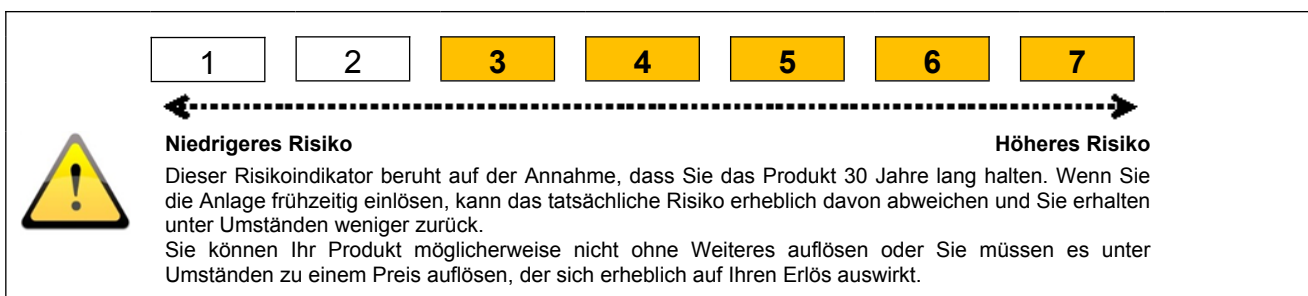 1 2 3 4 5 6 7
Niedrigeres Risiko Höheres Risiko
Dieser Risikoindikator beruht auf der Annahme, dass Sie das Produkt 30 Jahre lang halten. Wenn Sie
die Anlage frühzeitig einlösen, kann das tatsächliche Risiko erheblich davon abweichen und Sie erhalten
unter Umständen weniger zurück.
Sie können Ihr Produkt möglicherweise nicht ohne Weiteres auflösen oder Sie müssen es unter
Umständen zu einem Preis auflösen, der sich erheblich auf Ihren Erlös auswirkt.